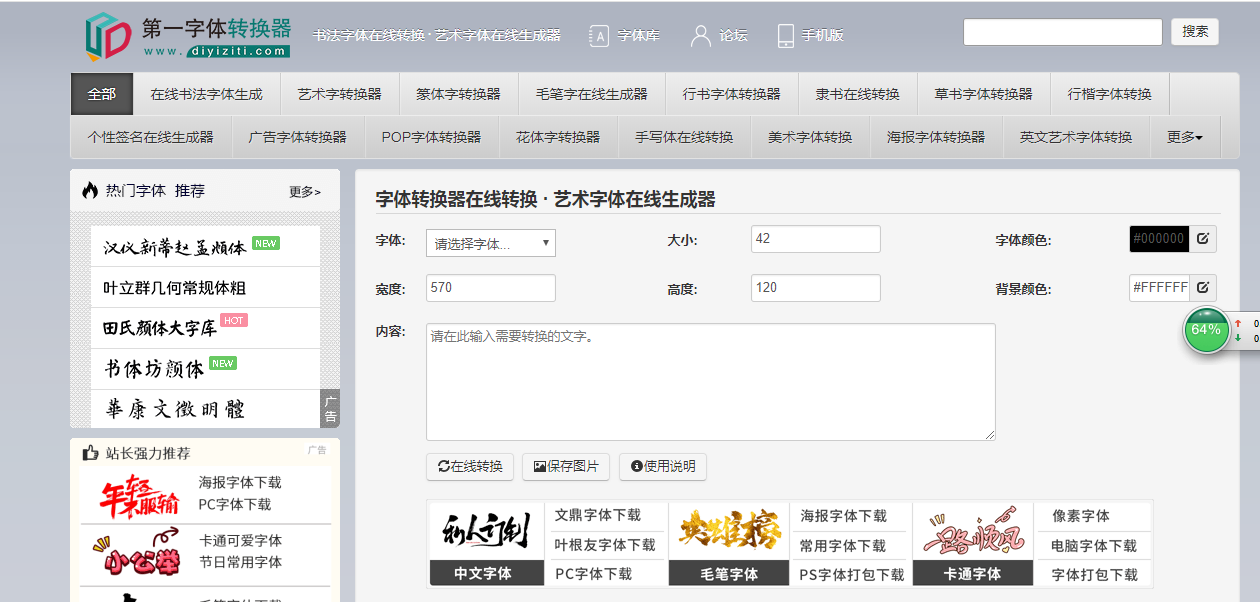 第一字体转换器
www.diyiziti.com
书法字体在线转换·艺术字体在线生成器
A 字体库
论坛
手机版
搜索
全部 在线书法字体生成 艺术字转换器 篆体字转换器 毛笔字在线生成器 行书字体转换器 隶书在线转换 草书字体转换器 行楷字体转换
个性签名在线生成器 广告字体转换器 POP字体转换器 花体字转换器 手写体在线转换 美术字体转换 海报字体转换器 英文艺术字体转换 更多
热门字体 推荐 更多>
汉仪新蒂赵孟頫体 NEW
叶立群几何常规体粗
田氏颜体大字库 HOT
书体坊颜体 NEW
華康文徵明體
广告
站长强力推荐 广告
年轻不服输
海报字体下载
PC字体下载
小公举
卡通可爱字体
节日常用字体
字体转换器在线转换 · 艺术字体在线生成器
字体: 请选择字体... 大小: 42 字体颜色: #000000
宽度: 570 高度: 120 背景颜色: #FFFFFF
内容: 请在此输入需要转换的文字。
64%
0
0
在线转换 保存图片 使用说明
私人订制
中文字体
文鼎字体下载
叶根友字体下载
PC字体下载
英雄榜
毛笔字体
海报字体下载
常用字体下载
PS字体打包下载
一路顺风
卡通字体
像素字体
电脑字体下载
字体打包下载